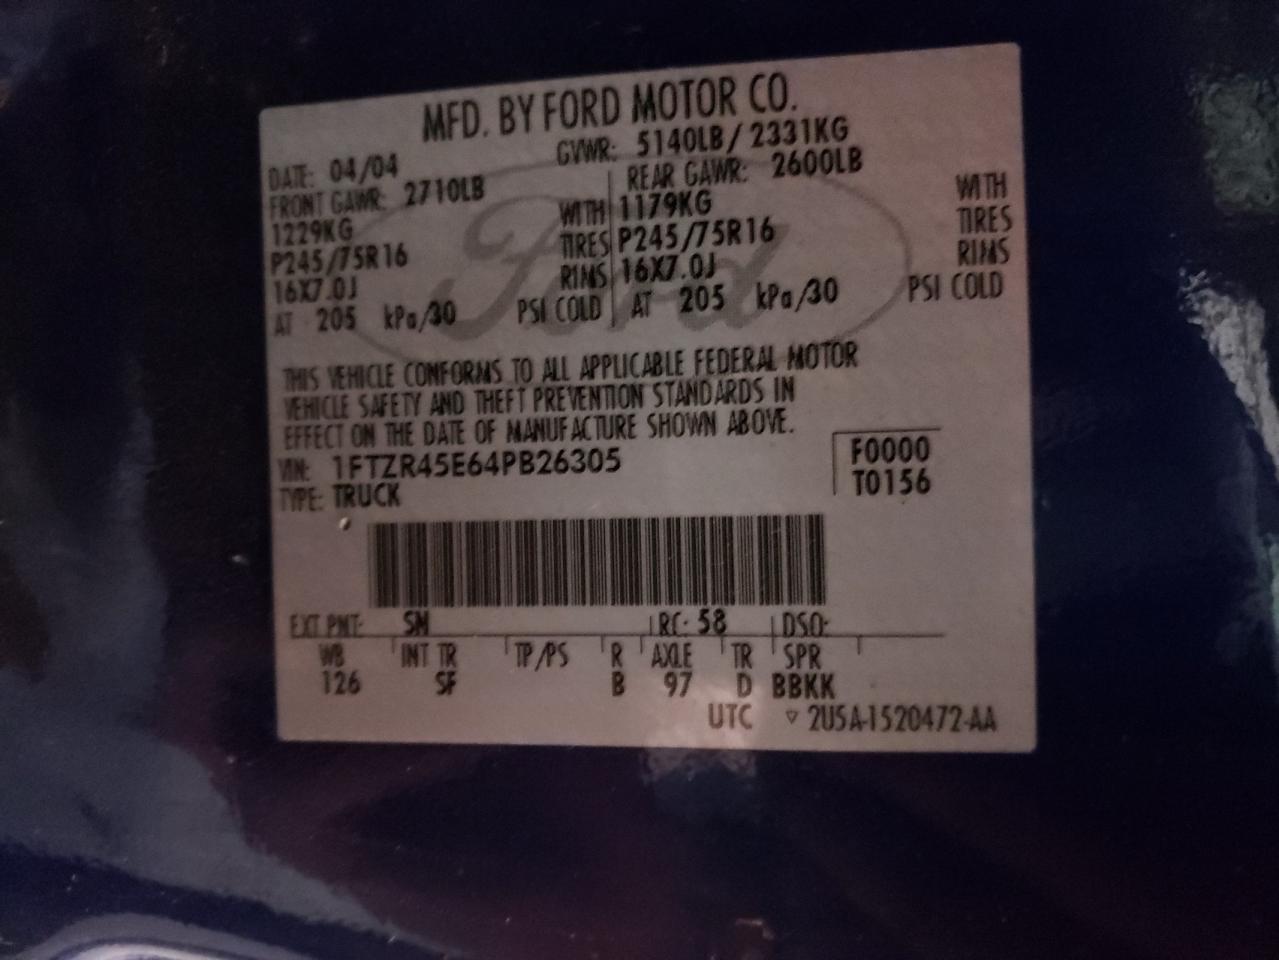 MFD. BY FORD MOTOR CO.
DATE: 04/04 GVWR: 5140LB / 2331KG
FRONT GAWR: 2710LB REAR GAWR: 2600LB
1229KG WITH 1179KG WITH
P245/75R16 TIRES P245/75R16 TIRES
16X7.0J RIMS 16X7.0J RIMS
AT 205 kPa/30 PSI COLD AT 205 kPa/30 PSI COLD
Ford
THIS VEHICLE CONFORMS TO ALL APPLICABLE FEDERAL MOTOR
VEHICLE SAFETY AND THEFT PREVENTION STANDARDS IN
EFFECT ON THE DATE OF MANUFACTURE SHOWN ABOVE.
VIN: 1FTZR45E64PB26305 F0000
TYPE: TRUCK T0156
EXT PNT: SN RC: 58 DSO:
WB INT TR TP/PS R AXLE TR SPR
126 SF B 97 D BBKK
UTC ▽ 2U5A-1520472-AA